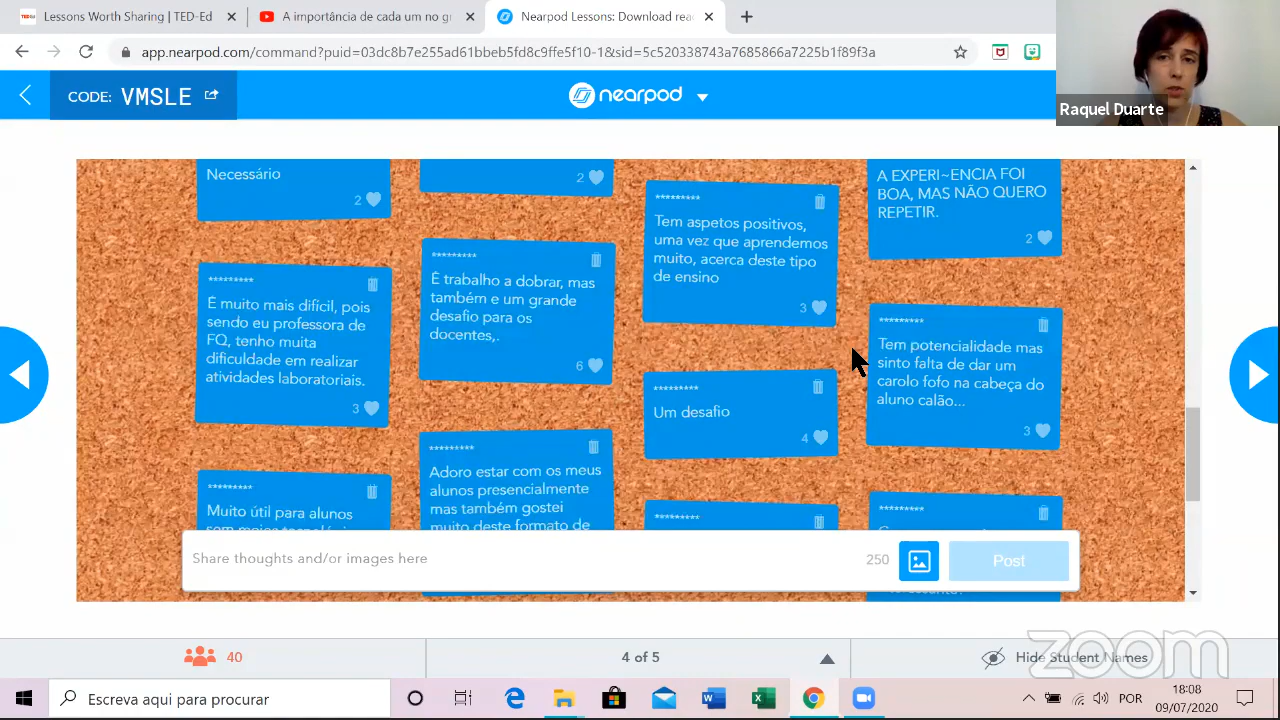 Lessons Worth Sharing | TED-Ed
A importância de cada um no gr
Nearpod Lessons: Download rea
app.nearpod.com/command?puid=03dc8b7e255ad61bbeb5fd8c9ffe5f10-1&sid=5c520338743a7685866a7225b1f89f3a
Raquel Duarte
CODE: VMSLE
nearpod
Necessário
2
*********
É muito mais difícil, pois
sendo eu professora de
FQ, tenho muita
dificuldade em realizar
atividades laboratoriais.
3
*********
Muito útil para alunos
2
*********
É trabalho a dobrar, mas
também e um grande
desafio para os
docentes,.
6
*********
Adoro estar com os meus
alunos presencialmente
mas também gostei
muito deste formato de
*********
Tem aspetos positivos,
uma vez que aprendemos
muito, acerca deste tipo
de ensino
3
*********
Um desafio
4
*********
A EXPERI~ENCIA FOI
BOA, MAS NÃO QUERO
REPETIR.
2
*********
Tem potencialidade mas
sinto falta de dar um
carolo fofo na cabeça do
aluno calão...
3
*********
Share thoughts and/or images here
250
Post
40
4 of 5
Hide Student Names
zoom
Escreva aqui para procurar
POR
18:08
09/07/2020